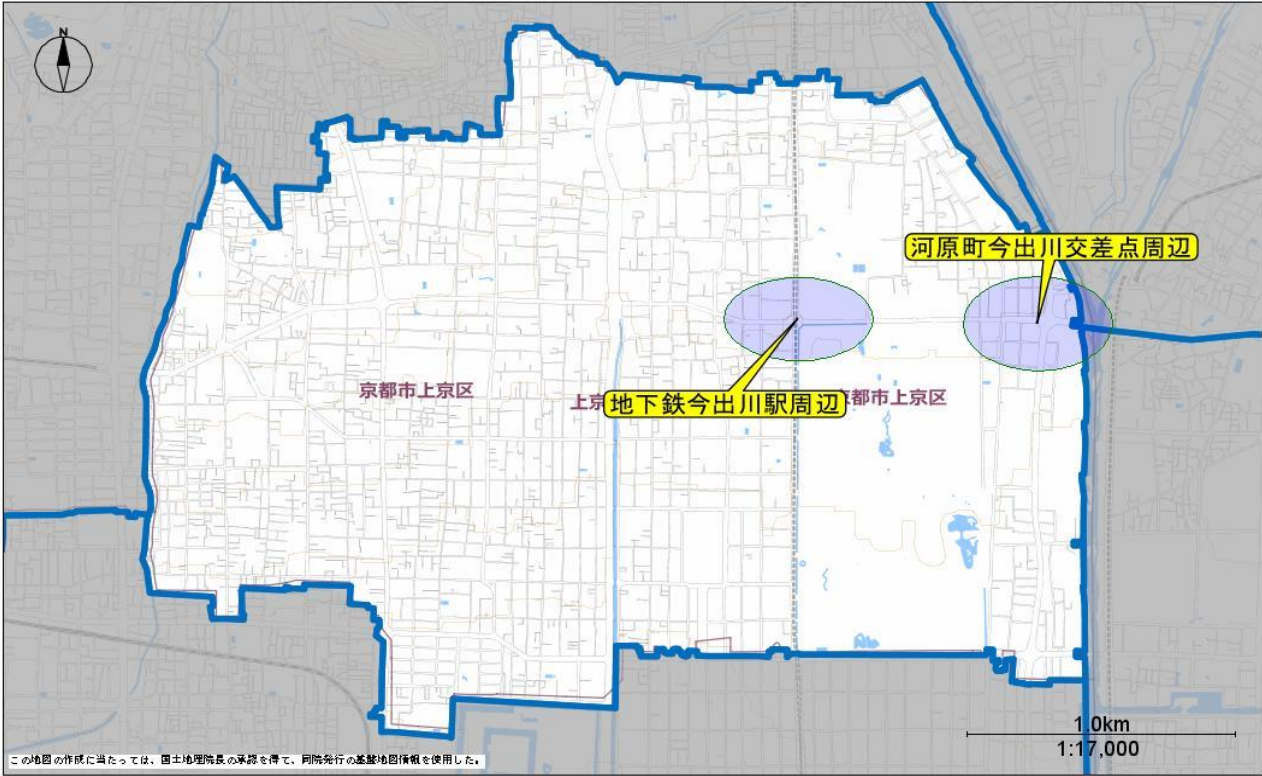 N
河原町今出川交差点周辺
京都市上京区
上京
地下鉄今出川駅周辺
都市上京区
1.0km
1:17,000
この地図の作成に当たっては、国土地理院長の承認を得て、同院発行の基盤地図情報を使用した。